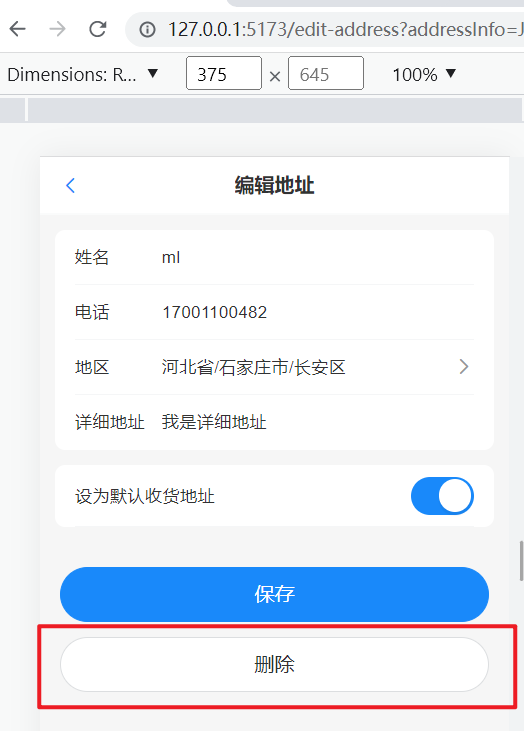 127.0.0.1:5173/edit-address?addressInfo=J
Dimensions: R... ▼ 375 × 645 100% ▼
编辑地址
姓名 ml
电话 17001100482
地区 河北省/石家庄市/长安区
详细地址 我是详细地址
设为默认收货地址
保存
删除